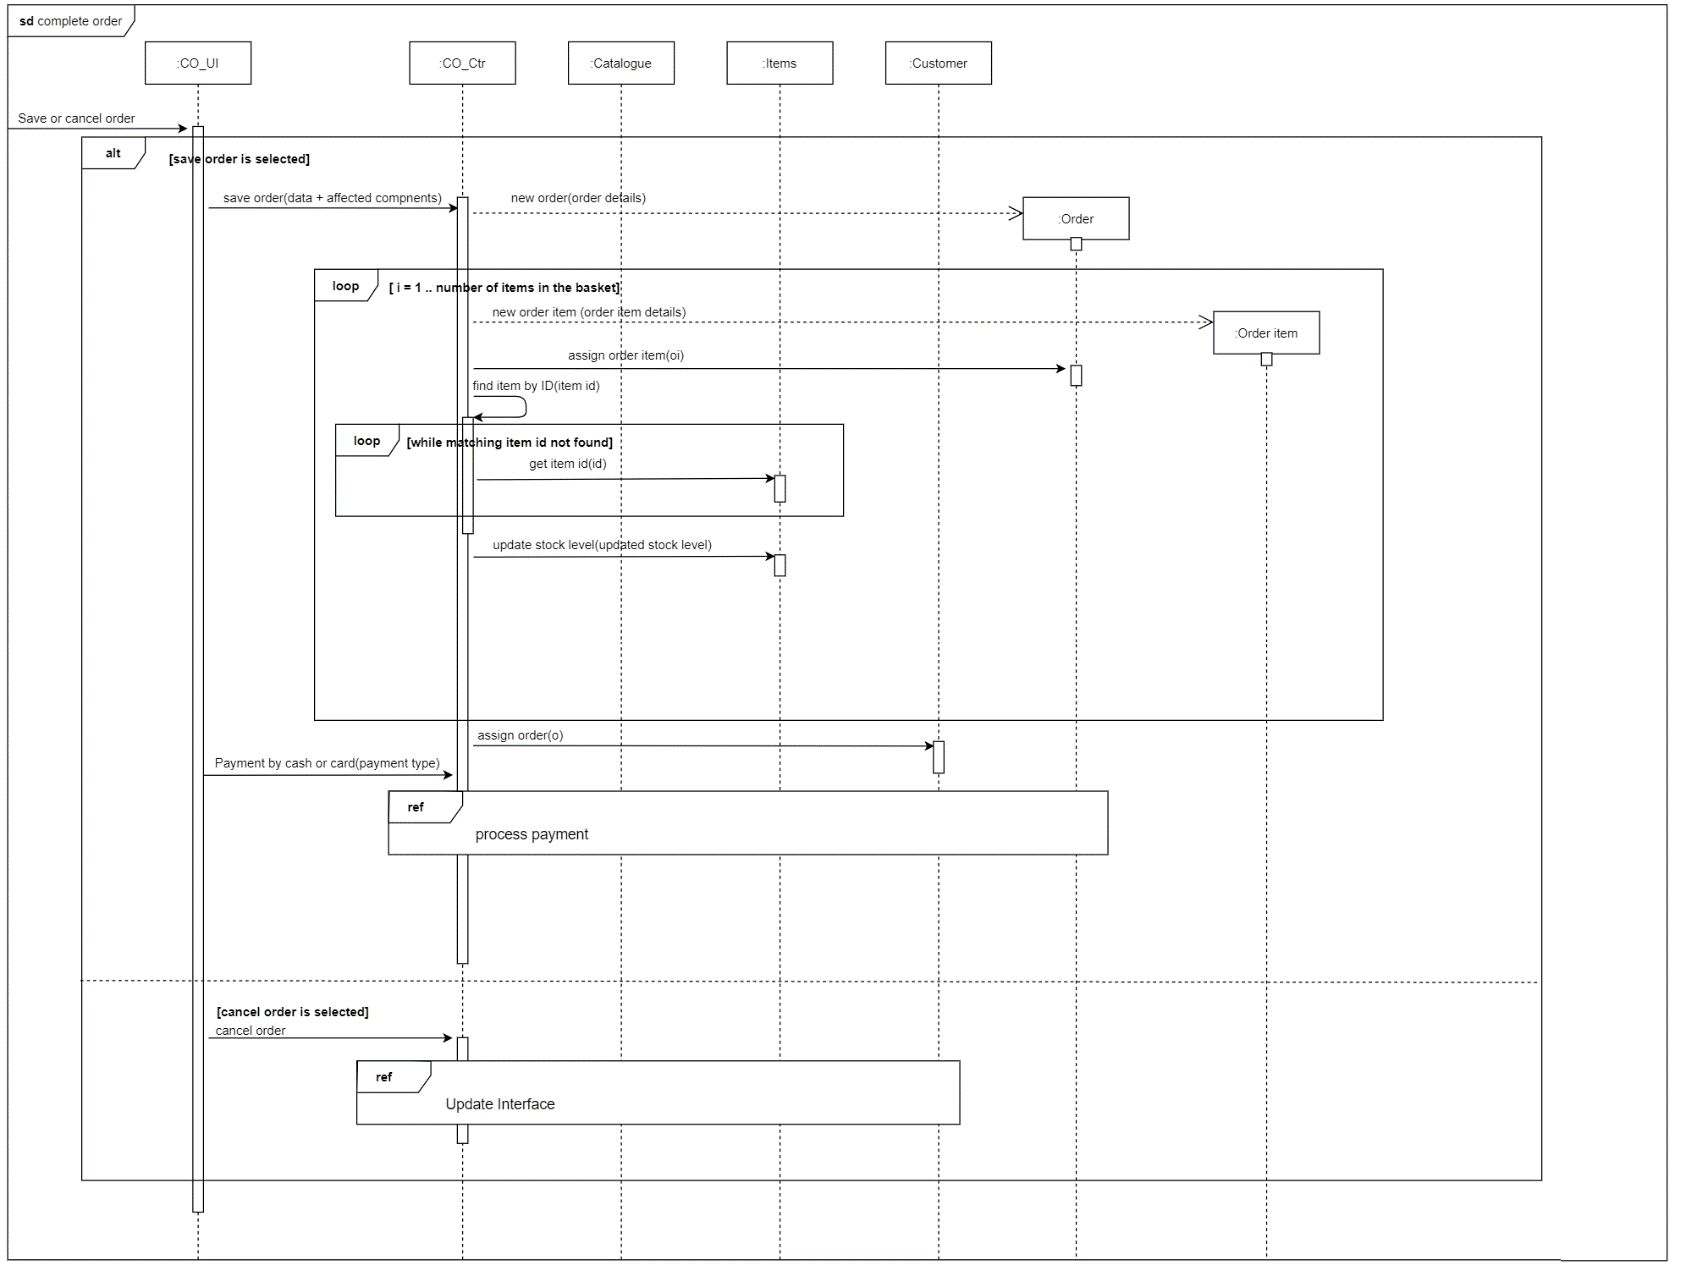 sd complete order
:CO_UI
:CO_Ctr
:Catalogue
:Items
:Customer
Save or cancel order
alt
[save order is selected]
save order(data + affected compnents)
new order(order details)
:Order
loop
[ i = 1 .. number of items in the basket]
new order item (order item details)
:Order item
assign order item(oi)
find item by ID(item id)
loop
[while matching item id not found]
get item id(id)
update stock level(updated stock level)
assign order(o)
Payment by cash or card(payment type)
ref
process payment
[cancel order is selected]
cancel order
ref
Update Interface